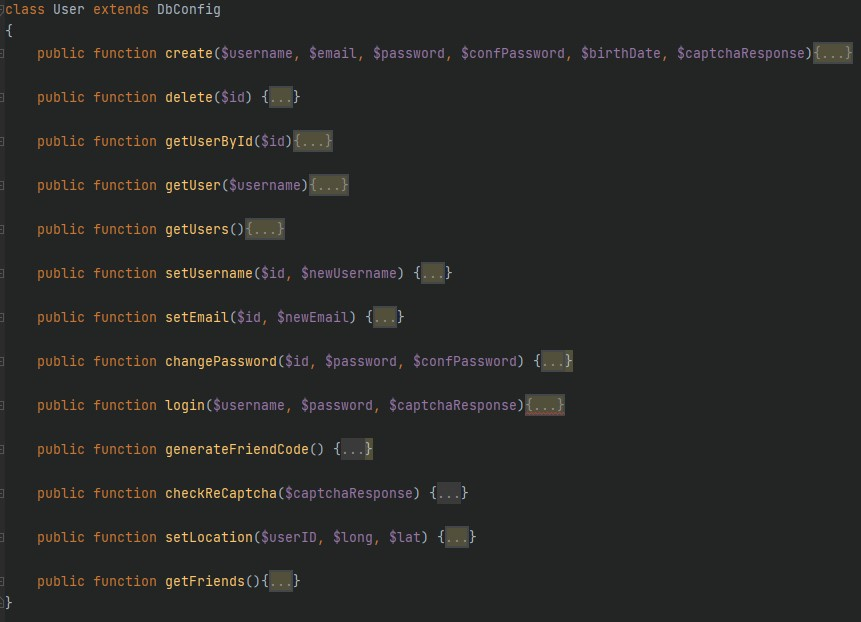 class User extends DbConfig
{
    public function create($username, $email, $password, $confPassword, $birthDate, $captchaResponse){...}
    public function delete($id) {...}
    public function getUserById($id){...}
    public function getUser($username){...}
    public function getUsers(){...}
    public function setUsername($id, $newUsername) {...}
    public function setEmail($id, $newEmail) {...}
    public function changePassword($id, $password, $confPassword) {...}
    public function login($username, $password, $captchaResponse){...}
    public function generateFriendCode() {...}
    public function checkReCaptcha($captchaResponse) {...}
    public function setLocation($userID, $long, $lat) {...}
    public function getFriends(){...}
}